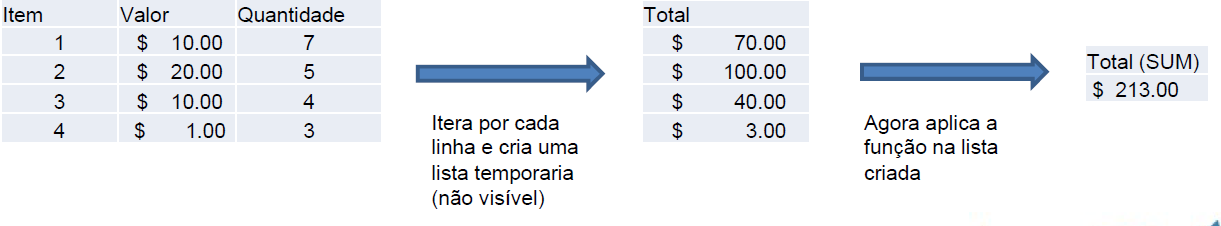 Item Valor Quantidade
1 $ 10.00 7
2 $ 20.00 5
3 $ 10.00 4
4 $ 1.00 3
Itera por cada
linha e cria uma
lista temporaria
(não visível)
Total
$ 70.00
$ 100.00
$ 40.00
$ 3.00
Agora aplica a
função na lista
criada
Total (SUM)
$ 213.00